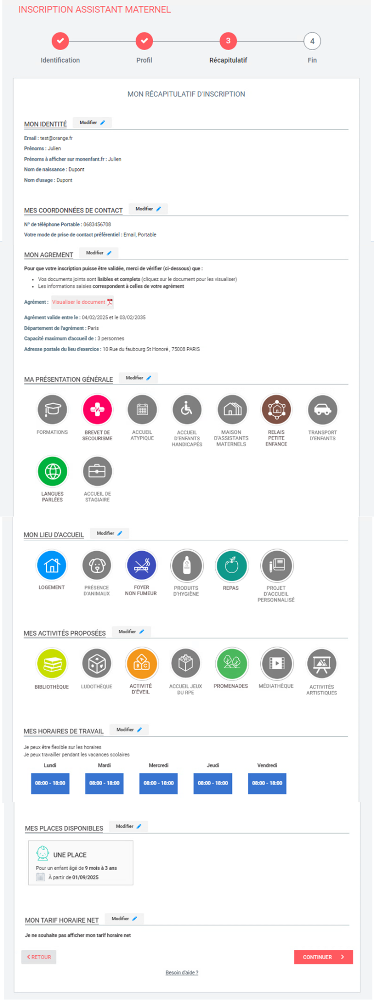 INSCRIPTION ASSISTANT MATERNEL
3
4
Identification
Profil
Récapitulatif
Fin
MON RÉCAPITULATIF D'INSCRIPTION
MON IDENTITÉ Modifier
Email : test@orange.fr
Prénoms : Julien
Prénoms à afficher sur monenfant.fr : Julien
Nom de naissance : Dupont
Nom d'usage : Dupont
MES COORDONNÉES DE CONTACT Modifier
N° de téléphone Portable : 0683456708
Votre mode de prise de contact préférentiel : Email, Portable
MON AGREMENT Modifier
Pour que votre inscription puisse être validée, merci de vérifier (ci-dessous) que :
• Vos documents joints sont lisibles et complets (cliquez sur le document pour les visualiser)
• Les informations saisies correspondent à celles de votre agrément
Agrément : Visualiser le document
Agrément valide entre le : 04/02/2025 et le 03/02/2035
Département de l'agrément : Paris
Capacité maximum d'accueil de : 3 personnes
Adresse postale du lieu d'exercice : 10 Rue du faubourg St Honoré , 75008 PARIS
MA PRÉSENTATION GÉNÉRALE Modifier
FORMATIONS
BREVET DE
SECOURISME
ACCUEIL
ATYPIQUE
ACCUEIL
D'ENFANTS
HANDICAPÉS
MAISON
D'ASSISTANTS
MATERNELS
RELAIS
PETITE
ENFANCE
TRANSPORT
D'ENFANTS
LANGUES
PARLÉES
ACCUEIL DE
STAGIAIRE
MON LIEU D'ACCUEIL Modifier
LOGEMENT
PRÉSENCE
D'ANIMAUX
FOYER
NON FUMEUR
PRODUITS
D'HYGIÈNE
REPAS
PROJET
D'ACCUEIL
PERSONNALISÉ
MES ACTIVITÉS PROPOSÉES Modifier
B C
BIBLIOTHÈQUE
LUDOTHÈQUE
ACTIVITÉ
D'ÉVEIL
ACCUEIL JEUX
DU RPE
PROMENADES
MÉDIATHÈQUE
ACTIVITÉS
ARTISTIQUES
MES HORAIRES DE TRAVAIL Modifier
Je peux être flexible sur les horaires
Je peux travailler pendant les vacances scolaires
Lundi Mardi Mercredi Jeudi Vendredi
08:00 - 18:00 08:00 - 18:00 08:00 - 18:00 08:00 - 18:00 08:00 - 18:00
MES PLACES DISPONIBLES Modifier
UNE PLACE
Pour un enfant âgé de 9 mois à 3 ans
À partir de 01/09/2025
MON TARIF HORAIRE NET Modifier
Je ne souhaite pas afficher mon tarif horaire net
RETOUR
CONTINUER
Besoin d'aide ?